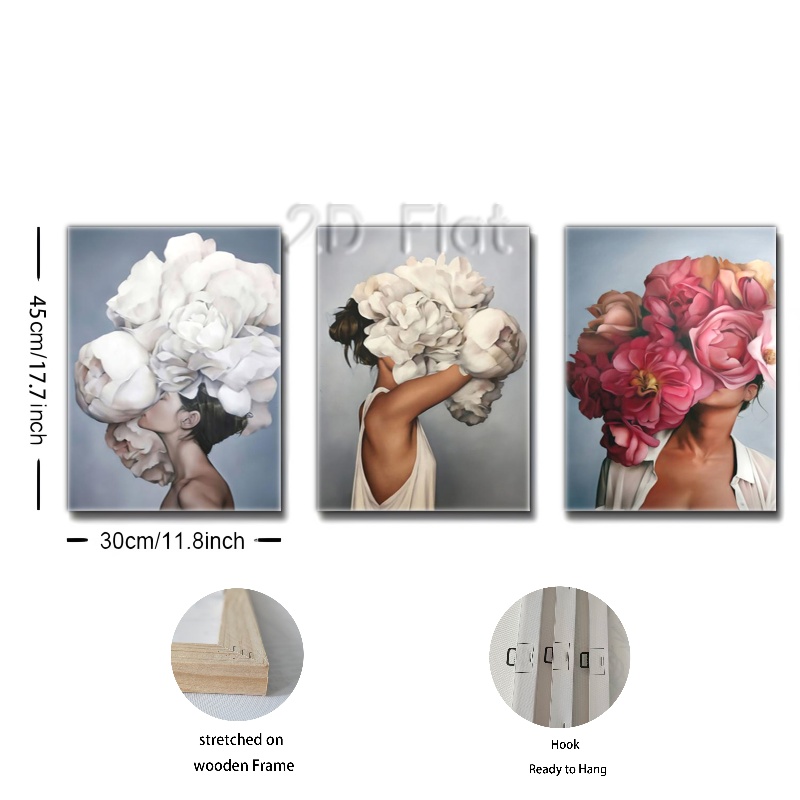 2D Flat
45cm/17.7inch
30cm/11.8inch
stretched on
wooden Frame
Hook
Ready to Hang